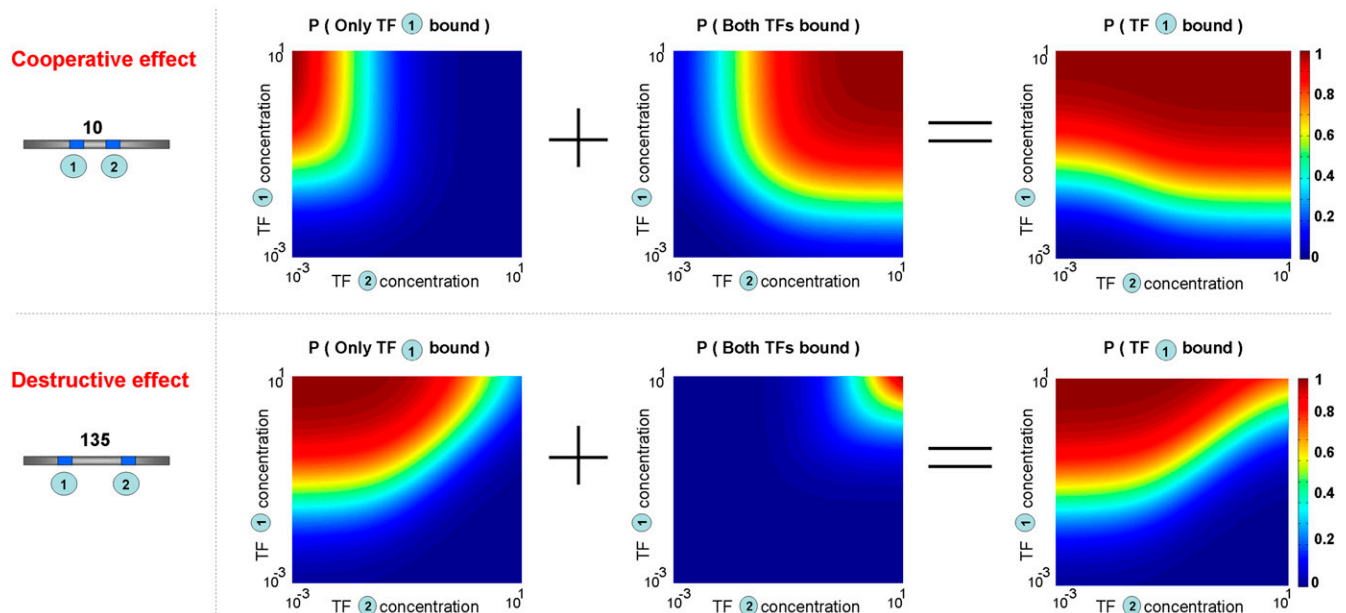 P ( Only TF 1 bound )
P ( Both TFs bound )
P ( TF 1 bound )
Cooperative effect
10
1 2
10^1
TF 1 concentration
10^-3
10^-3
10^1
TF 2 concentration
10^1
TF 1 concentration
10^-3
10^-3
10^1
TF 2 concentration
10^1
TF 1 concentration
10^-3
10^-3
10^1
TF 2 concentration
1
0.8
0.6
0.4
0.2
0
P ( Only TF 1 bound )
P ( Both TFs bound )
P ( TF 1 bound )
Destructive effect
135
1 2
10^1
TF 1 concentration
10^-3
10^-3
10^1
TF 2 concentration
10^1
TF 1 concentration
10^-3
10^-3
10^1
TF 2 concentration
10^1
TF 1 concentration
10^-3
10^-3
10^1
TF 2 concentration
1
0.8
0.6
0.4
0.2
0